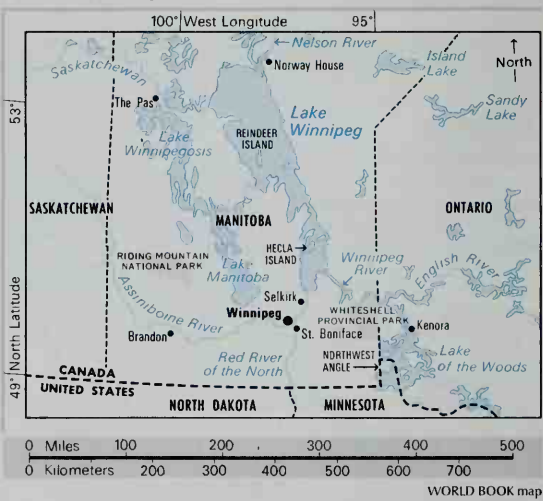 100° West Longitude 95°
Nelson River
Norway House
North
Island
Lake
Saskatchewan
The Pas
53°
Sandy
Lake
Lake
Winnipeg
REINDEER
ISLAND
Lake
Winnipegosis
SASKATCHEWAN
MANITOBA
ONTARIO
HECLA
ISLAND
RIDING MOUNTAIN
NATIONAL PARK
Lake
Manitoba
Winnipeg
River
English River
Assiniboine River
Selkirk
Winnipeg
WHITESHELL
PROVINCIAL PARK
St. Boniface
Kenora
Brandon
49° North Latitude
Red River
of the North
NORTHWEST
ANGLE
Lake
of the Woods
CANADA
UNITED STATES
NORTH DAKOTA
MINNESOTA
0 Miles 100 200 300 400 500
0 Kilometers 200 300 400 500 600 700
WORLD BOOK map